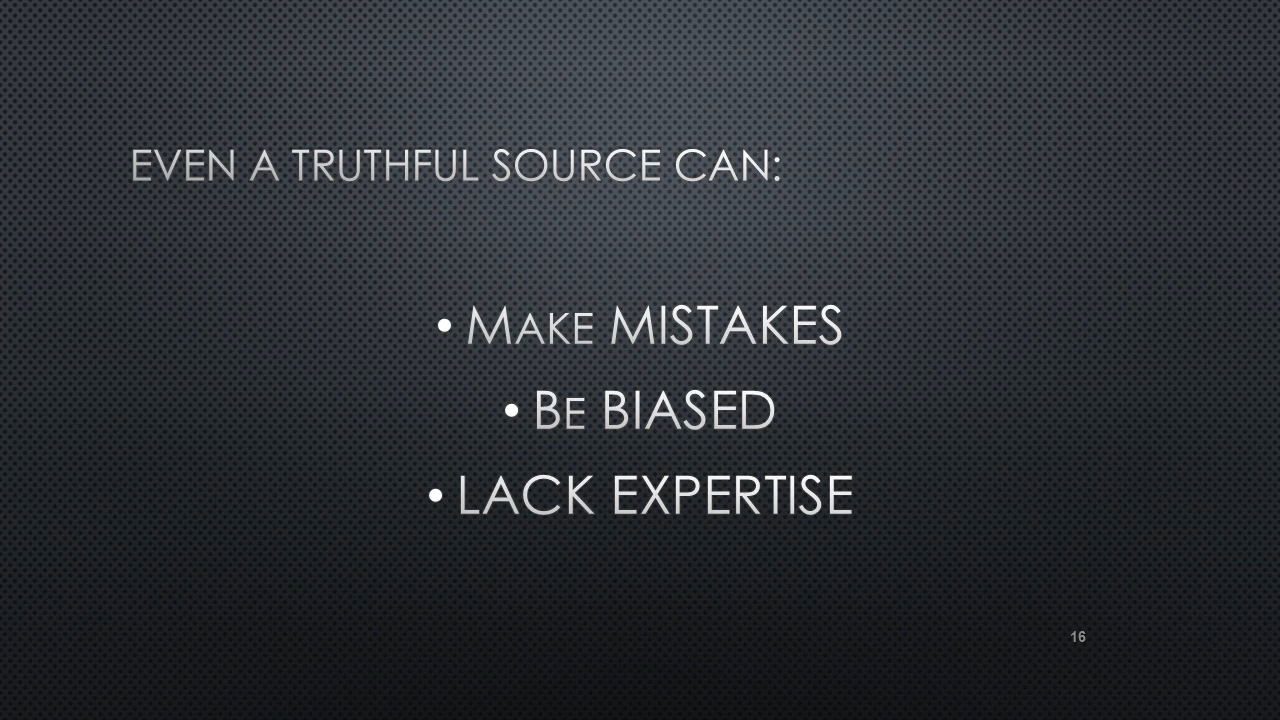 EVEN A TRUTHFUL SOURCE CAN:
• MAKE MISTAKES
• BE BIASED
• LACK EXPERTISE
16